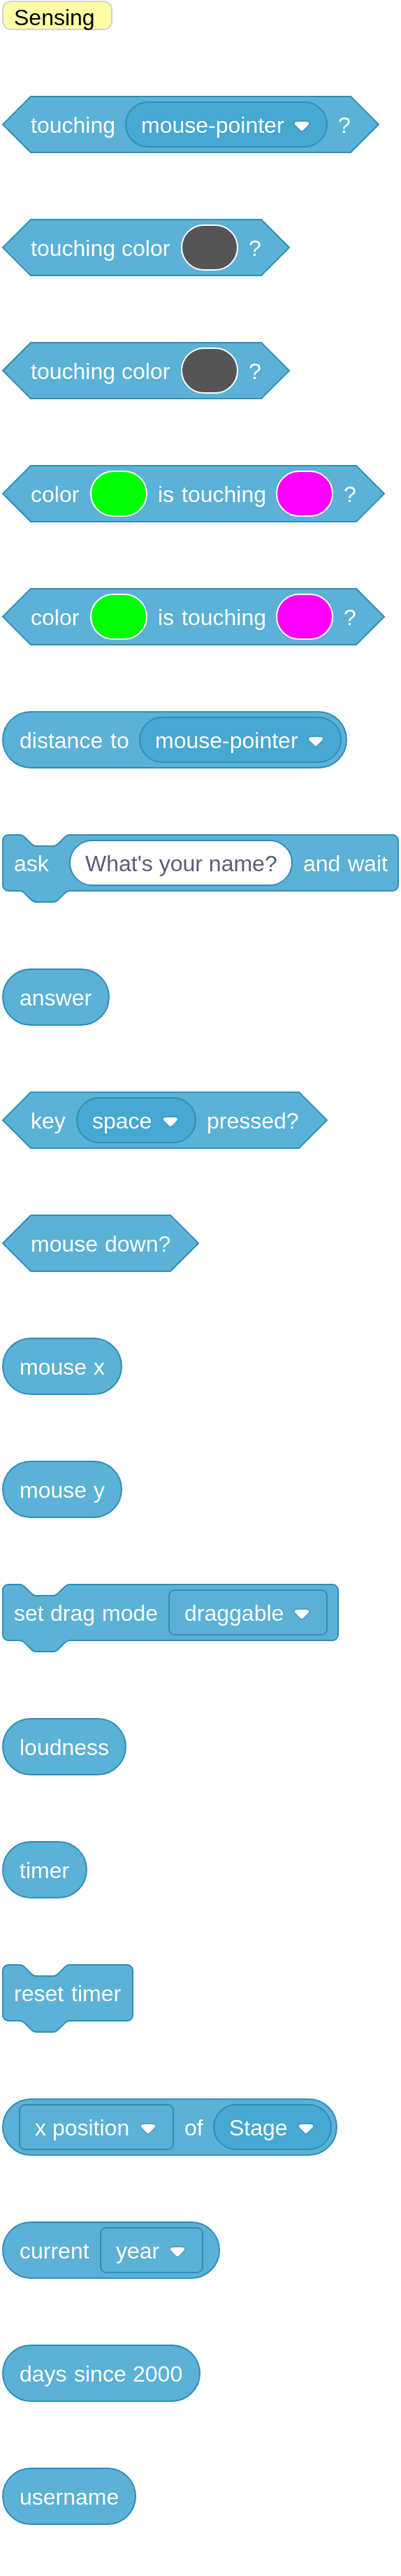 Sensing
touching mouse-pointer ?
touching color ?
touching color ?
color is touching ?
color is touching ?
distance to mouse-pointer
ask What's your name? and wait
answer
key space pressed?
mouse down?
mouse x
mouse y
set drag mode draggable
loudness
timer
reset timer
x position of Stage
current year
days since 2000
username